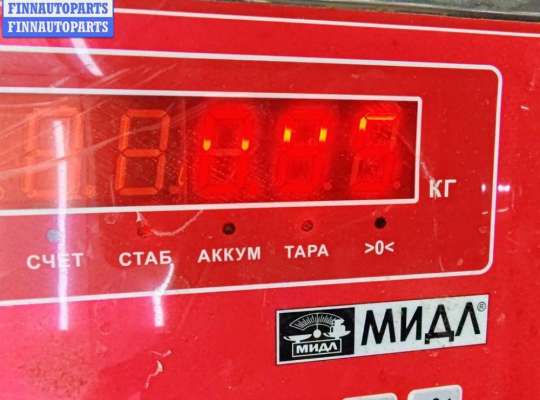 FINNAUTOPARTS
FINNAUTOPARTS
КГ
СЧЕТ СТАБ АККУМ ТАРА >0<
МИДЛ МИДЛ®